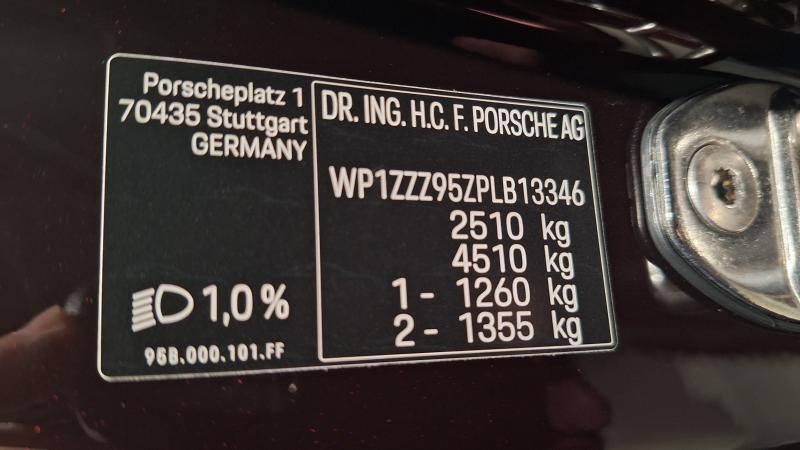 Porscheplatz 1
70435 Stuttgart
GERMANY
1,0%
95B.000.101.FF
DR. ING. H.C. F. PORSCHE AG
WP1ZZZ95ZPLB13346
2510 kg
4510 kg
1 - 1260 kg
2 - 1355 kg